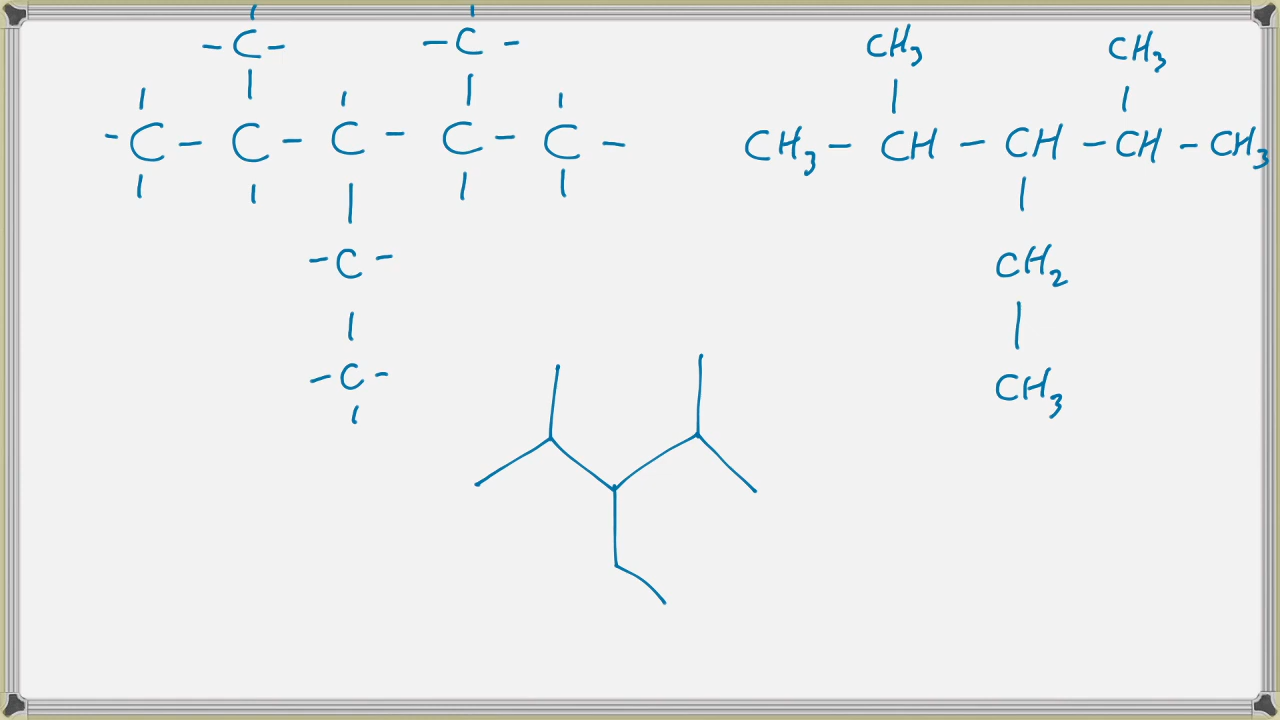 - C - - C - CH₃ CH₃
- C - C - C - C - C - CH₃ - CH - CH - CH - CH₃
- C - CH₂
- C - CH₃